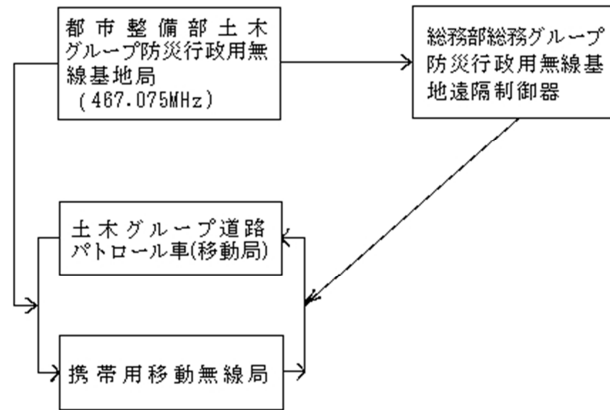 都市整備部土木
グループ防災行政用無
線基地局
(467.075MHz)
総務部総務グループ
防災行政用無線基
地遠隔制御器
土木グループ道路
パトロール車(移動局)
携帯用移動無線局